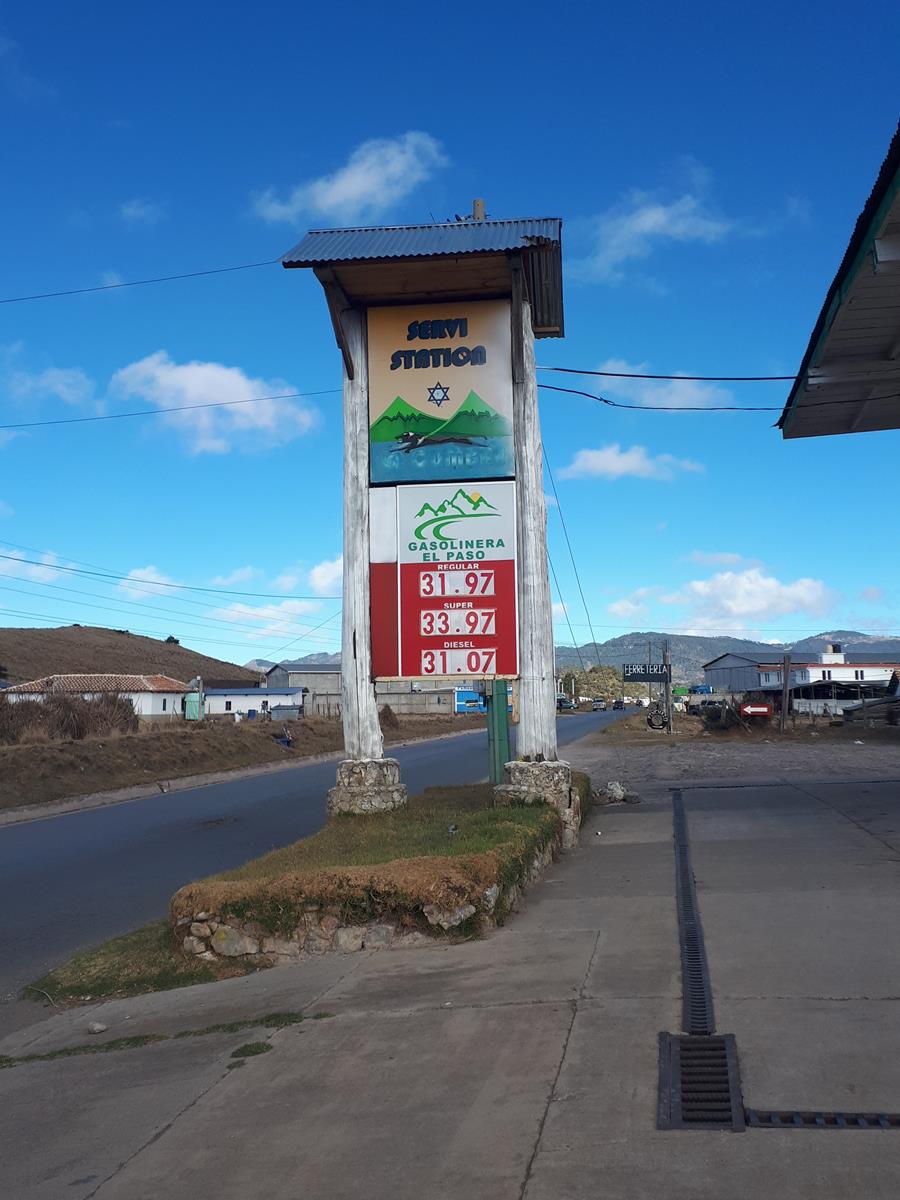 SERVI
STATION
GASOLINERA
EL PASO
REGULAR
31.97
SUPER
33.97
DIESEL
31.07
FERRETERIA